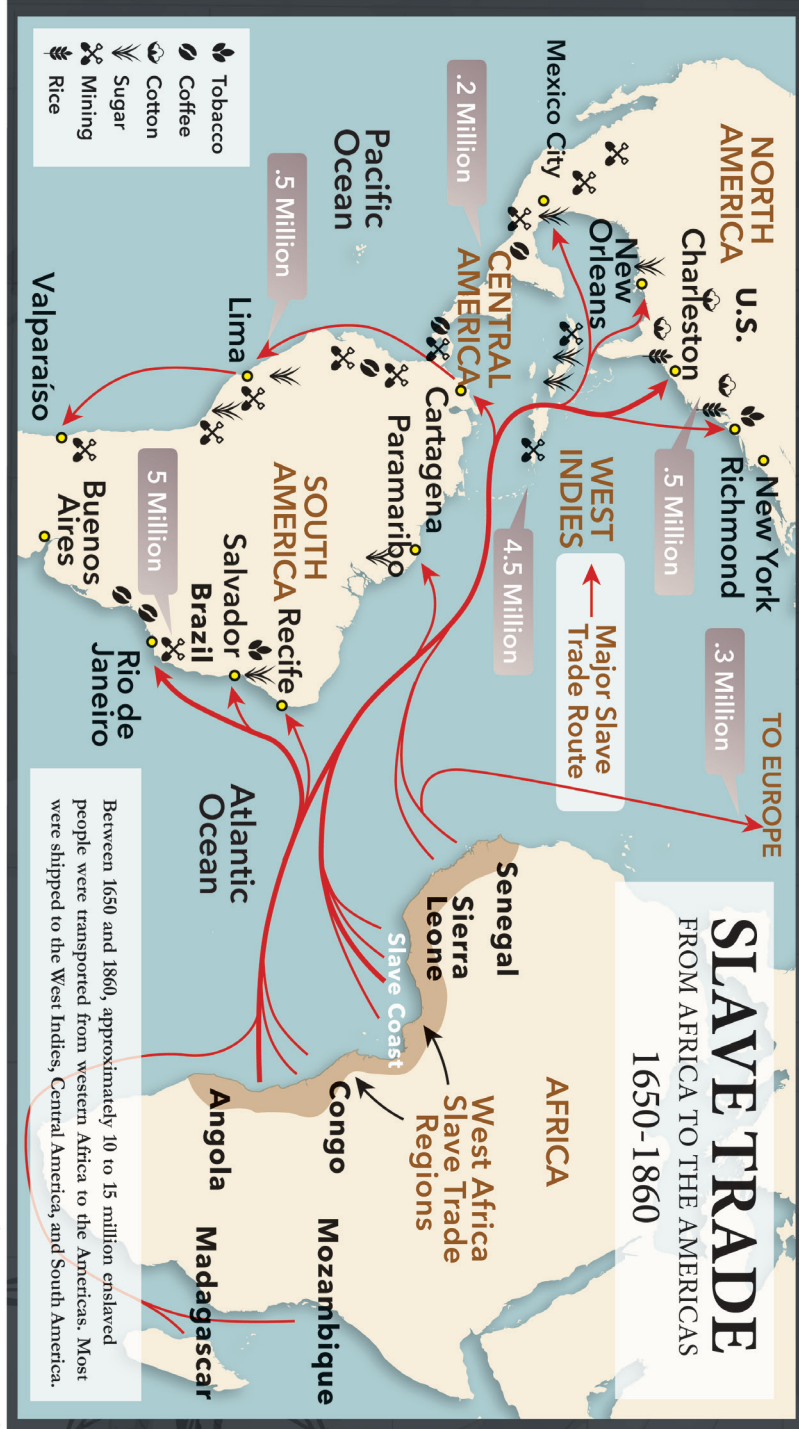 SLAVE TRADE
FROM AFRICA TO THE AMERICAS
1650-1860
NORTH
AMERICA
U.S.
New York
Richmond
Charleston
New
Orleans
Mexico City
.5 Million
.3 Million
TO EUROPE
Major Slave
Trade Route
WEST
INDIES
4.5 Million
.2 Million
CENTRAL
AMERICA
Pacific
Ocean
.5 Million
Cartagena
Paramaribo
SOUTH
AMERICA
Lima
Recife
Salvador
Brazil
5 Million
Rio de
Janeiro
Buenos
Aires
Valparaíso
Atlantic
Ocean
Senegal
Sierra
Leone
Slave Coast
AFRICA
West Africa
Slave Trade
Regions
Congo
Angola
Mozambique
Madagascar
Tobacco
Coffee
Cotton
Sugar
Mining
Rice
Between 1650 and 1860, approximately 10 to 15 million enslaved
people were transported from western Africa to the Americas. Most
were shipped to the West Indies, Central America, and South America.